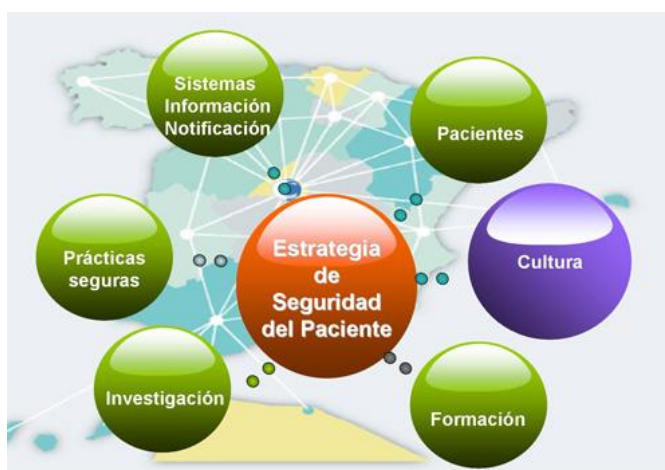 Sistemas
Información
Notificación
Pacientes
Prácticas
seguras
Estrategia
de
Seguridad
del Paciente
Cultura
Investigación
Formación